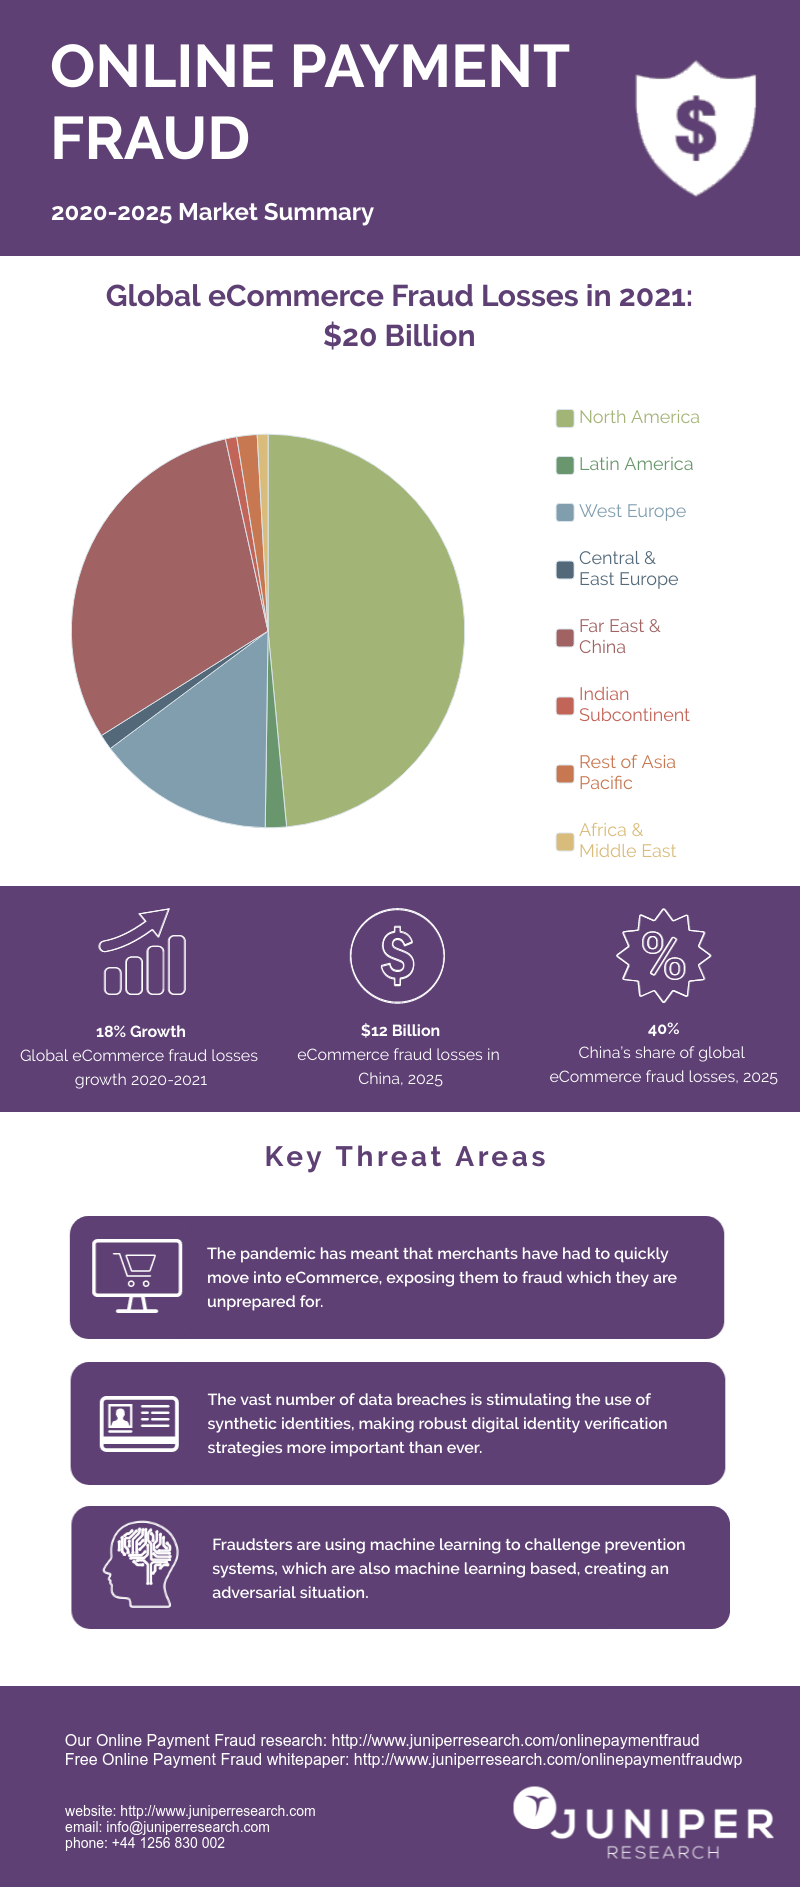 ONLINE PAYMENT
FRAUD
$
2020-2025 Market Summary
Global eCommerce Fraud Losses in 2021:
$20 Billion
North America
Latin America
West Europe
Central &
East Europe
Far East &
China
Indian
Subcontinent
Rest of Asia
Pacific
Africa &
Middle East
$
%
18% Growth
Global eCommerce fraud losses
growth 2020-2021
$12 Billion
eCommerce fraud losses in
China, 2025
40%
China's share of global
eCommerce fraud losses, 2025
Key Threat Areas
The pandemic has meant that merchants have had to quickly
move into eCommerce, exposing them to fraud which they are
unprepared for.
The vast number of data breaches is stimulating the use of
synthetic identities, making robust digital identity verification
strategies more important than ever.
Fraudsters are using machine learning to challenge prevention
systems, which are also machine learning based, creating an
adversarial situation.
Our Online Payment Fraud research: http://www.juniperresearch.com/onlinepaymentfraud
Free Online Payment Fraud whitepaper: http://www.juniperresearch.com/onlinepaymentfraudwp
website: http://www.juniperresearch.com
email: info@juniperresearch.com
phone: +44 1256 830 002
JUNIPER
RESEARCH